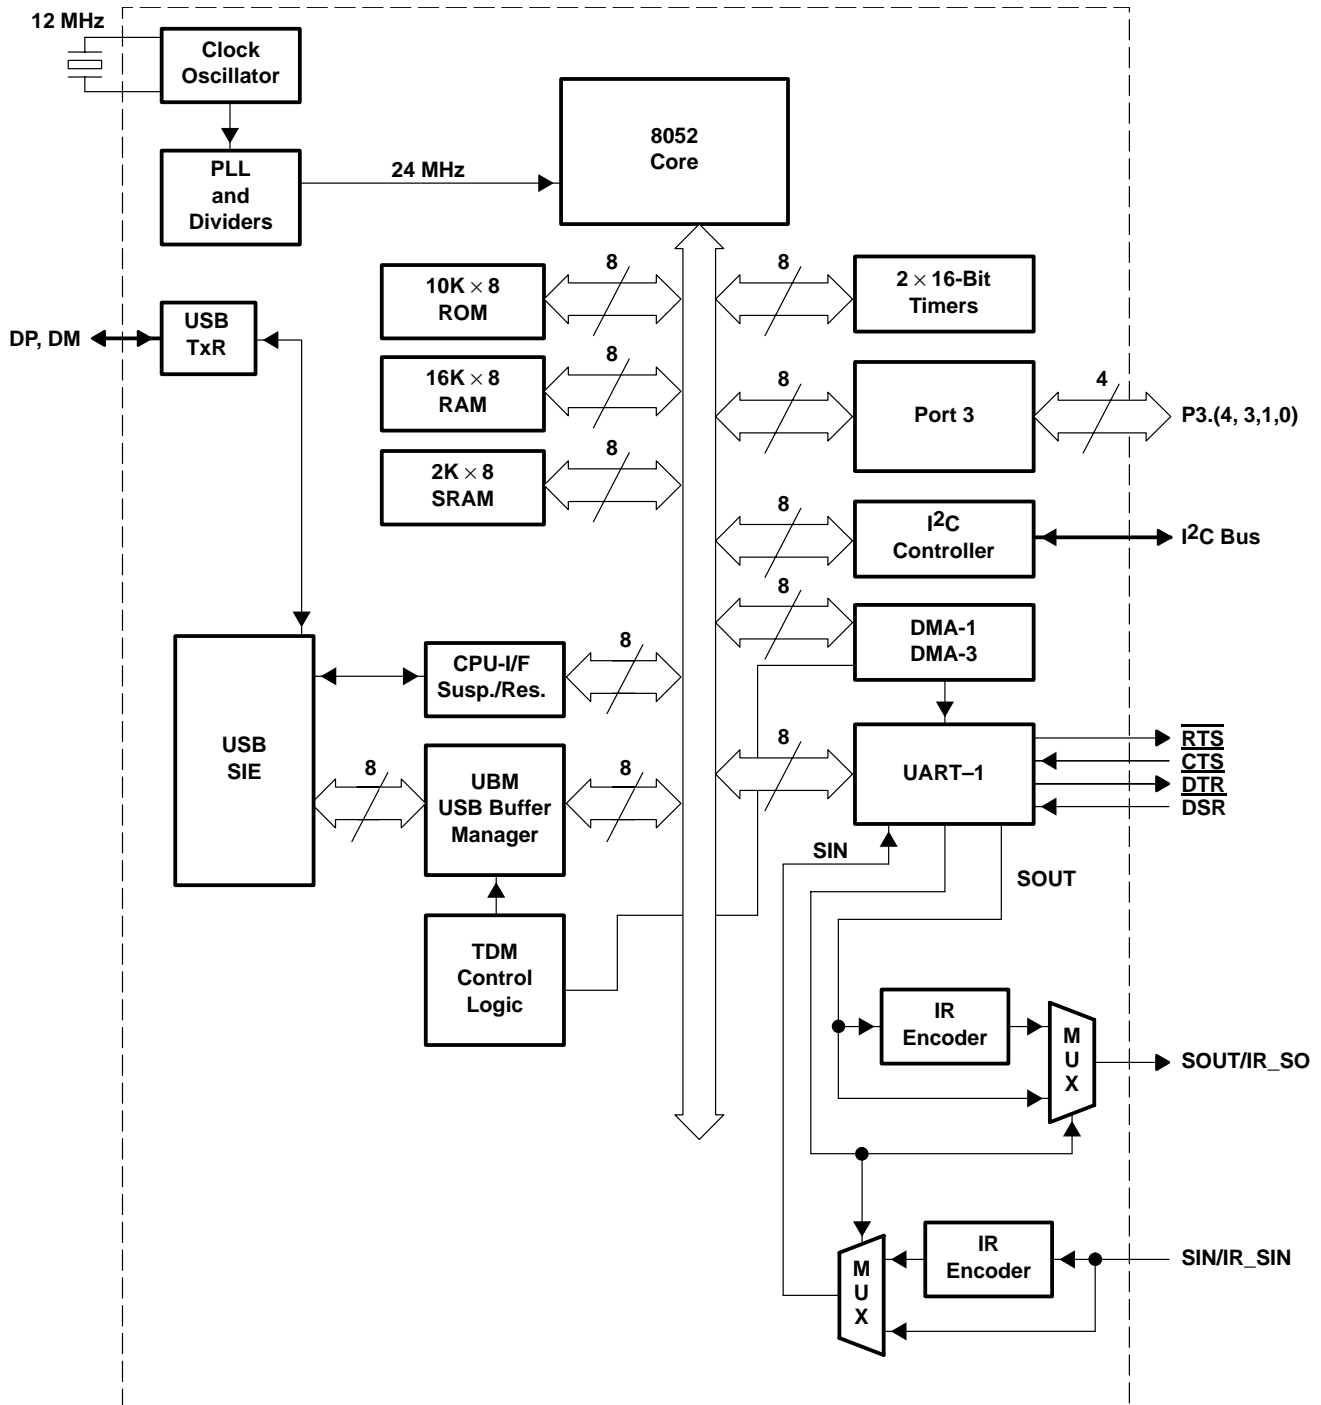 12 MHz
Clock
Oscillator
8052
Core
PLL
and
Dividers
24 MHz
8
8
10K × 8
ROM
2 × 16-Bit
Timers
USB
TxR
DP, DM
8
8
4
16K × 8
RAM
Port 3
P3.(4, 3,1,0)
8
2K × 8
SRAM
8
I²C
Controller
I²C Bus
8
DMA-1
DMA-3
8
CPU-I/F
Susp./Res.
USB
SIE
8
8
8
UBM
USB Buffer
Manager
UART–1
RTS
CTS
DTR
DSR
SIN
SOUT
TDM
Control
Logic
IR
Encoder
M
U
X
SOUT/IR_SO
IR
Encoder
M
U
X
SIN/IR_SIN